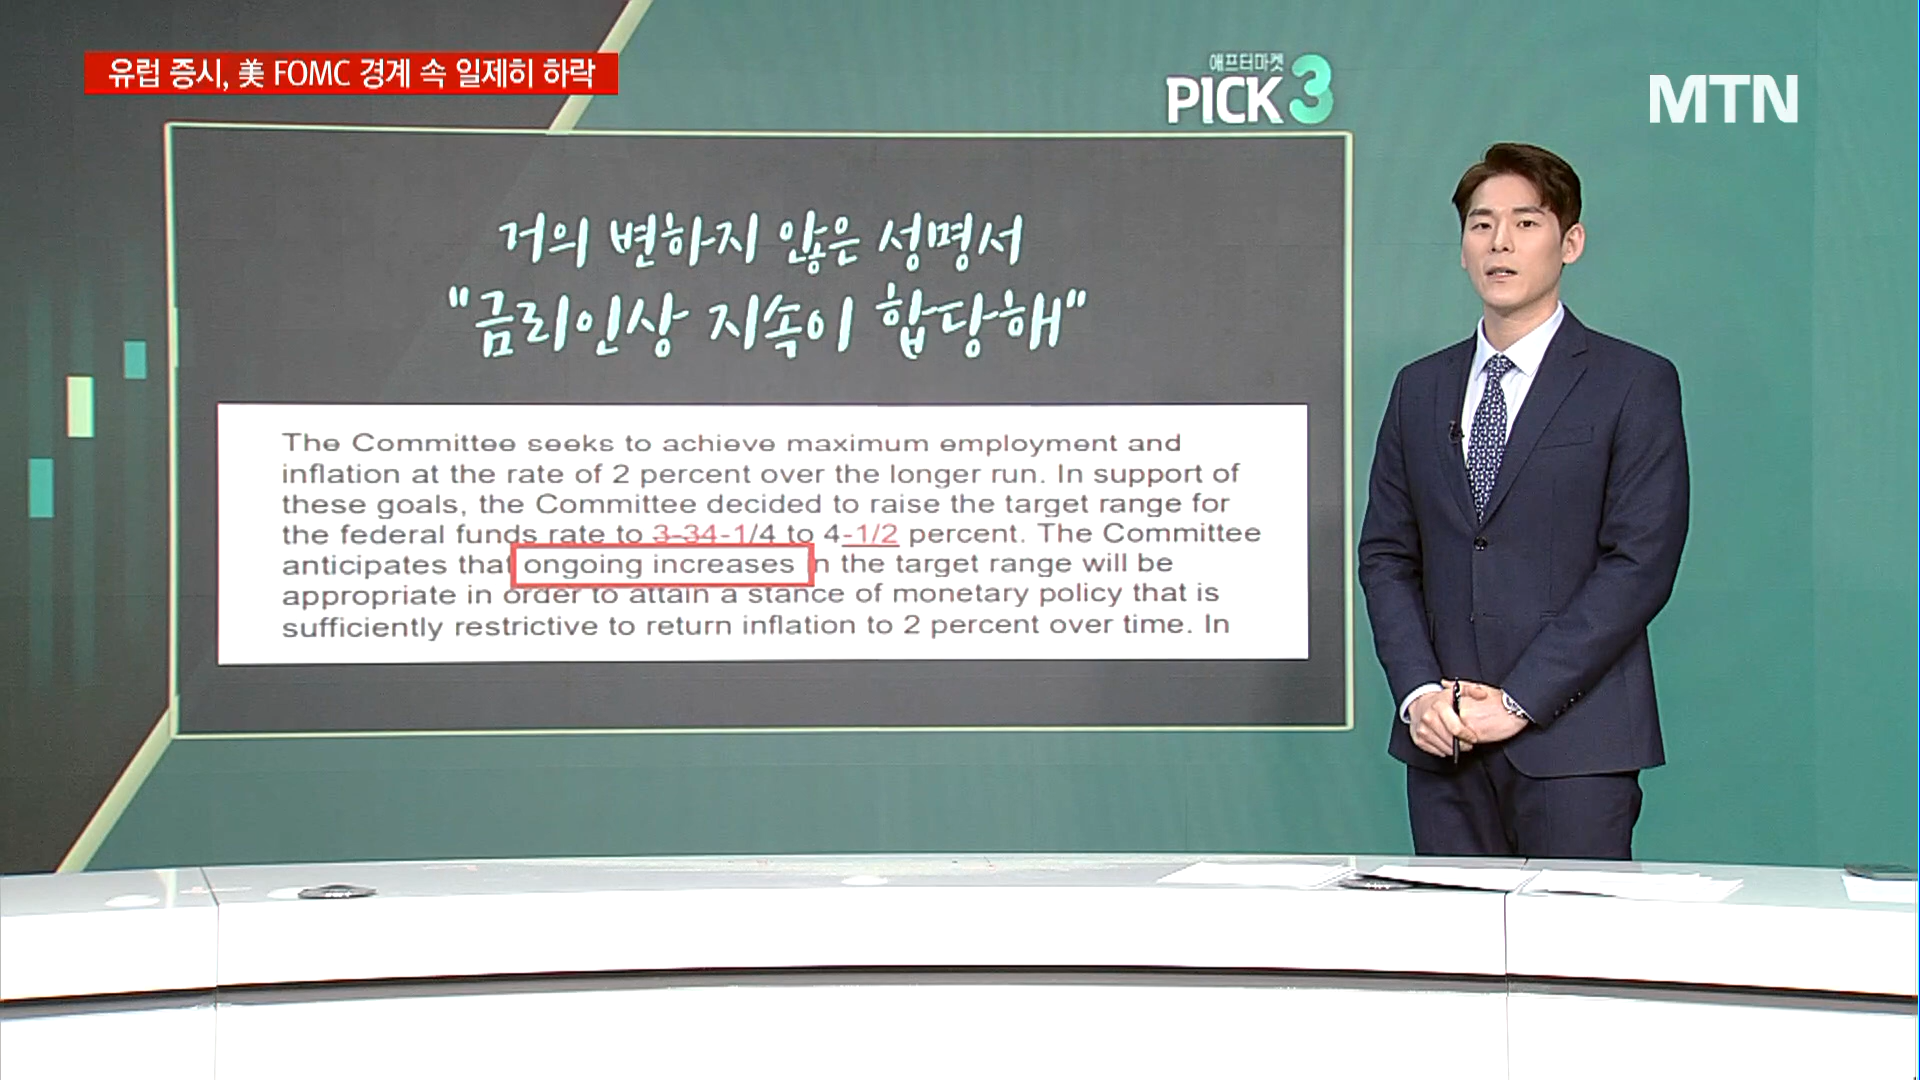 유럽 증시, 美 FOMC 경계 속 일제히 하락
애프터마켓
PICK 3
MTN
거의 변하지 않은 성명서
"금리인상 지속이 합당해"
The Committee seeks to achieve maximum employment and
inflation at the rate of 2 percent over the longer run. In support of
these goals, the Committee decided to raise the target range for
the federal funds rate to 3-34-1/4 to 4-1/2 percent. The Committee
anticipates that ongoing increases in the target range will be
appropriate in order to attain a stance of monetary policy that is
sufficiently restrictive to return inflation to 2 percent over time. In